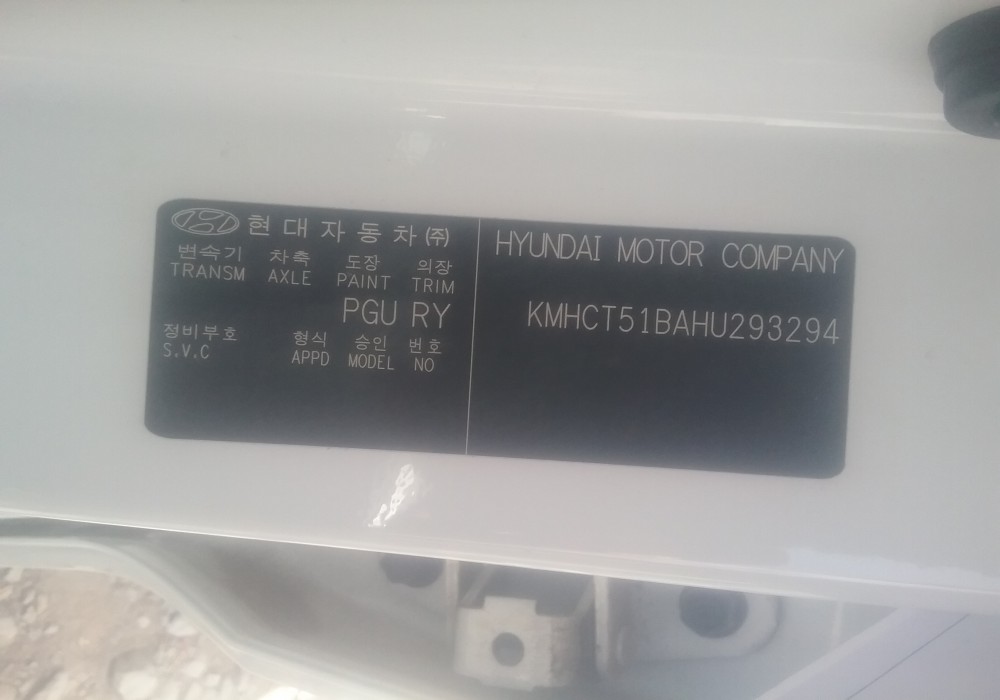 현대자동차(주)
변속기 차축 도장 의장
TRANSM AXLE PAINT TRIM
PGU RY
정비부호 형식 승인 번호
S.V.C APPD MODEL NO
HYUNDAI MOTOR COMPANY
KMHCT51BAHU293294